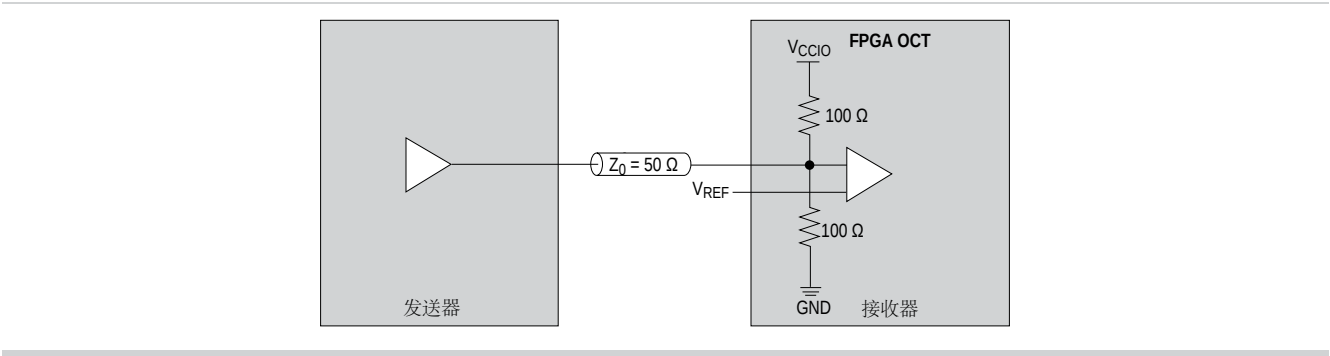 VCCIO
FPGA OCT
100 Ω
Z0 = 50 Ω
VREF
100 Ω
GND
发送器
接收器